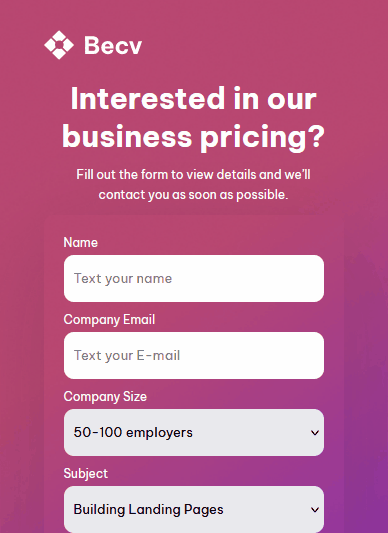 Becv
Interested in our
business pricing?
Fill out the form to view details and we'll
contact you as soon as possible.
Name
Text your name
Company Email
Text your E-mail
Company Size
50-100 employers
Subject
Building Landing Pages